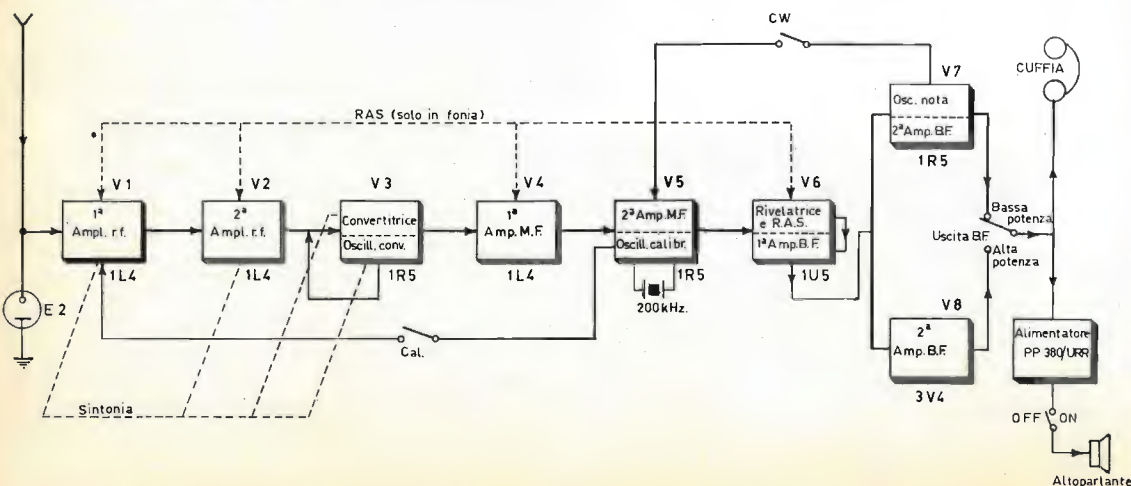 CW
V7
CUFFIA
Osc. nota
2ª Amp. B.F.
1R5
RAS (solo in fonia)
V1
V2
V3
V4
V5
V6
1ª
Ampl. r.f.
2ª
Ampl. r.f.
Convertitrice
Oscill. conv.
1ª
Amp. M.F.
2ª Amp. M.F.
Oscill. calibr.
Rivelatrice
e R.A.S.
1ª Amp. B.F.
1L4
1L4
1R5
1L4
1R5
1U5
200 kHz.
E2
Cal.
Sintonia
Bassa
potenza
Uscita B.F.
Alta
potenza
V8
2ª
Amp. B.F.
3V4
Alimentatore
PP 380/URR
OFF
ON
Altoparlante